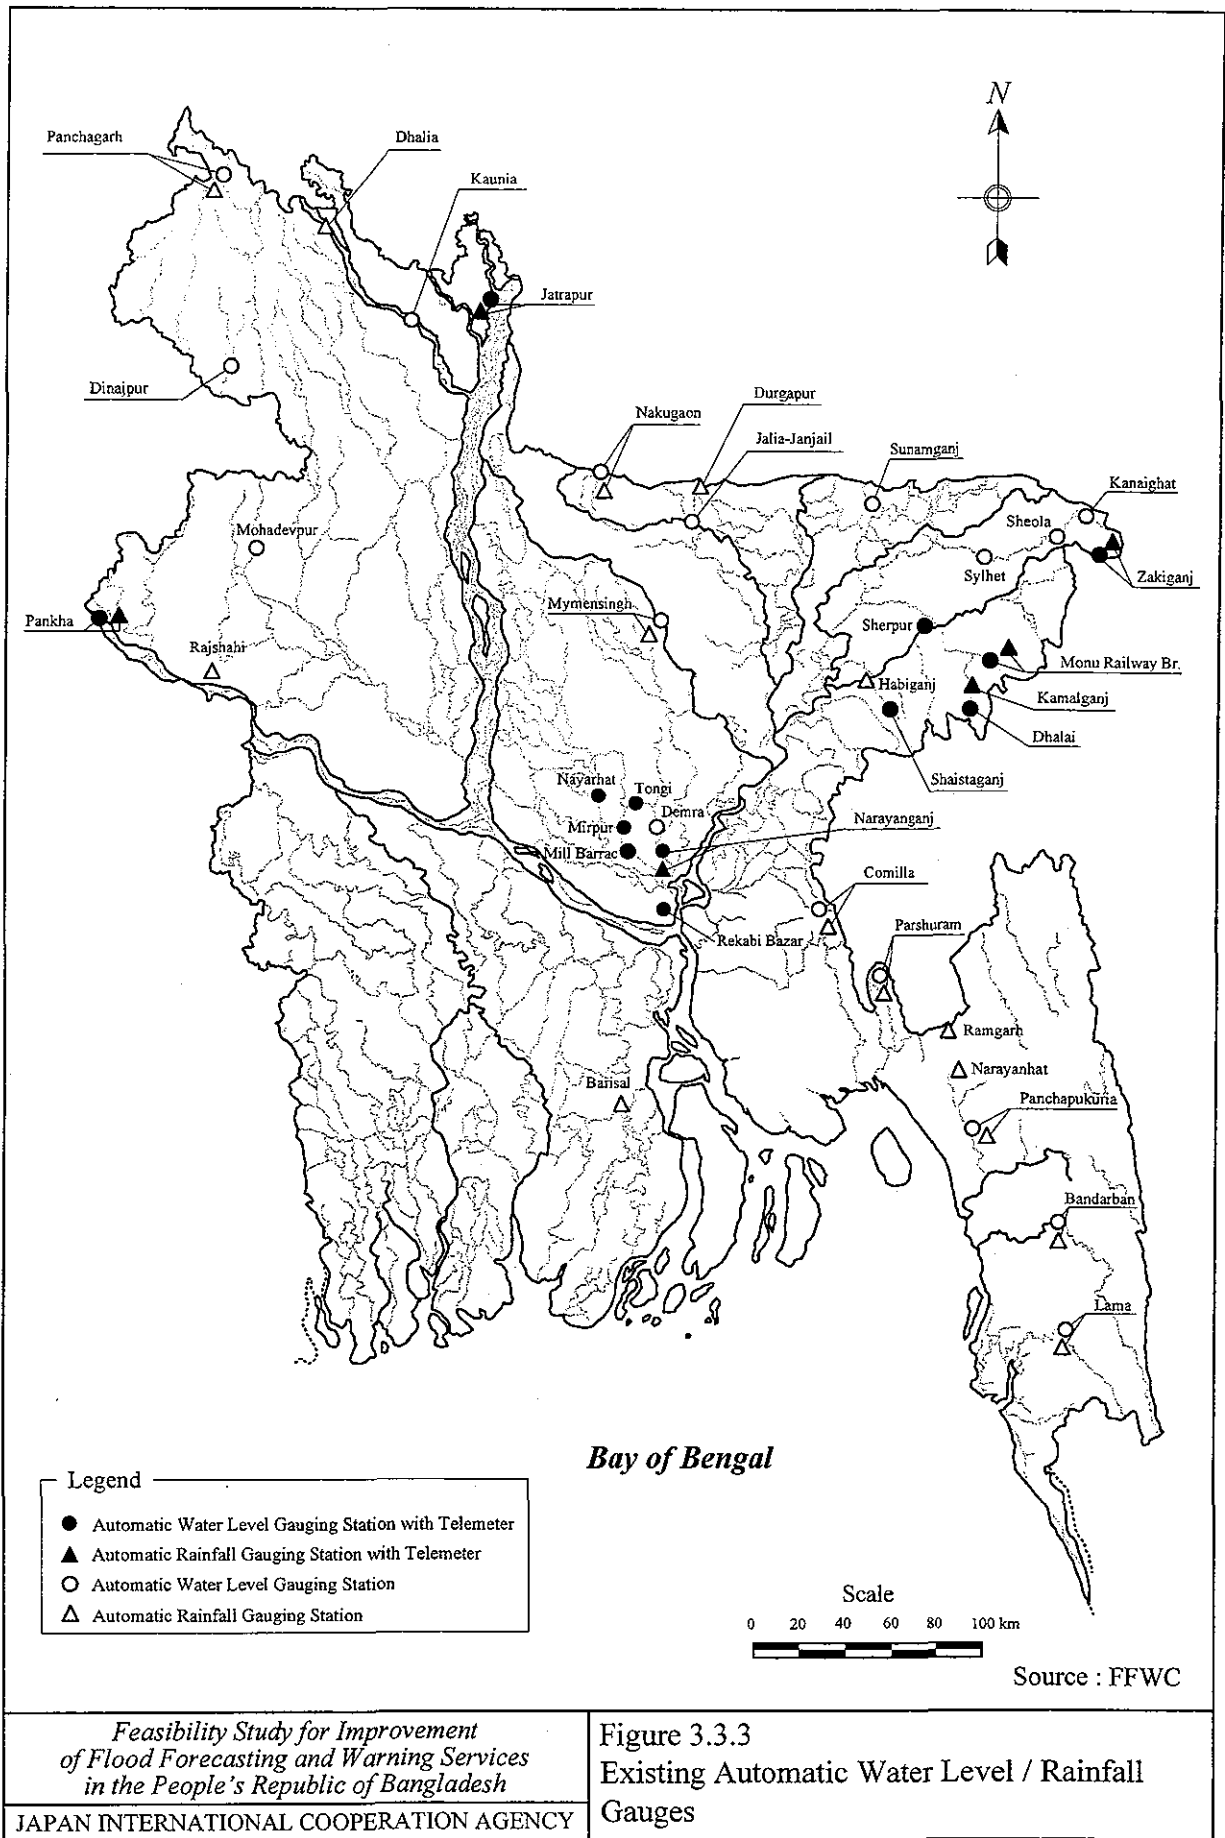 N
Panchagarh
Dhalia
Kaunia
Jatrapur
Dinajpur
Nakugaon
Durgapur
Jalia-Janjail
Sunamganj
Kanaighat
Sheola
Mohadevpur
Sylhet
Zakiganj
Mymensingh
Pankha
Sherpur
Rajshahi
Monu Railway Br.
Habiganj
Kamalganj
Dhalai
Shaistaganj
Nayarhat
Tongi
Demra
Narayanganj
Mirpur
Mill Barrac
Comilla
Parshuram
Rekabi Bazar
Ramgarh
Narayanhat
Barisal
Panchapukuria
Bandarban
Lama
Bay of Bengal
Legend
Automatic Water Level Gauging Station with Telemeter
Automatic Rainfall Gauging Station with Telemeter
Automatic Water Level Gauging Station
Automatic Rainfall Gauging Station
Scale
0 20 40 60 80 100 km
Source : FFWC
Feasibility Study for Improvement
of Flood Forecasting and Warning Services
in the People's Republic of Bangladesh
JAPAN INTERNATIONAL COOPERATION AGENCY
Figure 3.3.3
Existing Automatic Water Level / Rainfall
Gauges